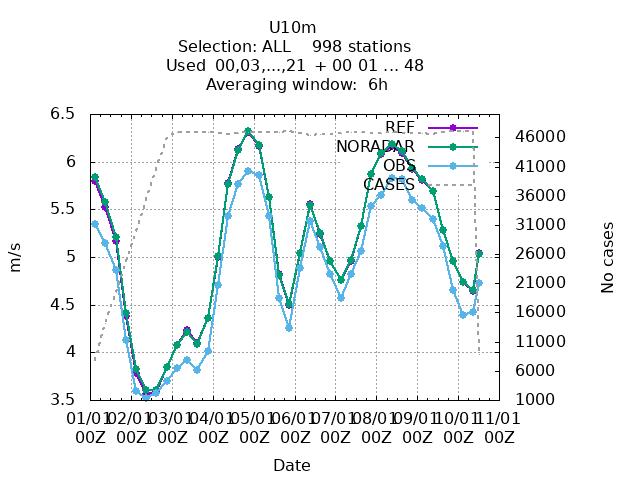 U10m
Selection: ALL    998 stations
Used  00,03,...,21  + 00 01 ... 48
Averaging window:  6h
6.5
6
5.5
5
4.5
4
3.5
m/s
REF
NORADAR
OBS
CASES
46000
41000
36000
31000
26000
21000
16000
11000
6000
1000
No cases
01/01 02/01 03/01 04/01 05/01 06/01 07/01 08/01 09/01 10/01 11/01
00Z 00Z 00Z 00Z 00Z 00Z 00Z 00Z 00Z 00Z 00Z
Date